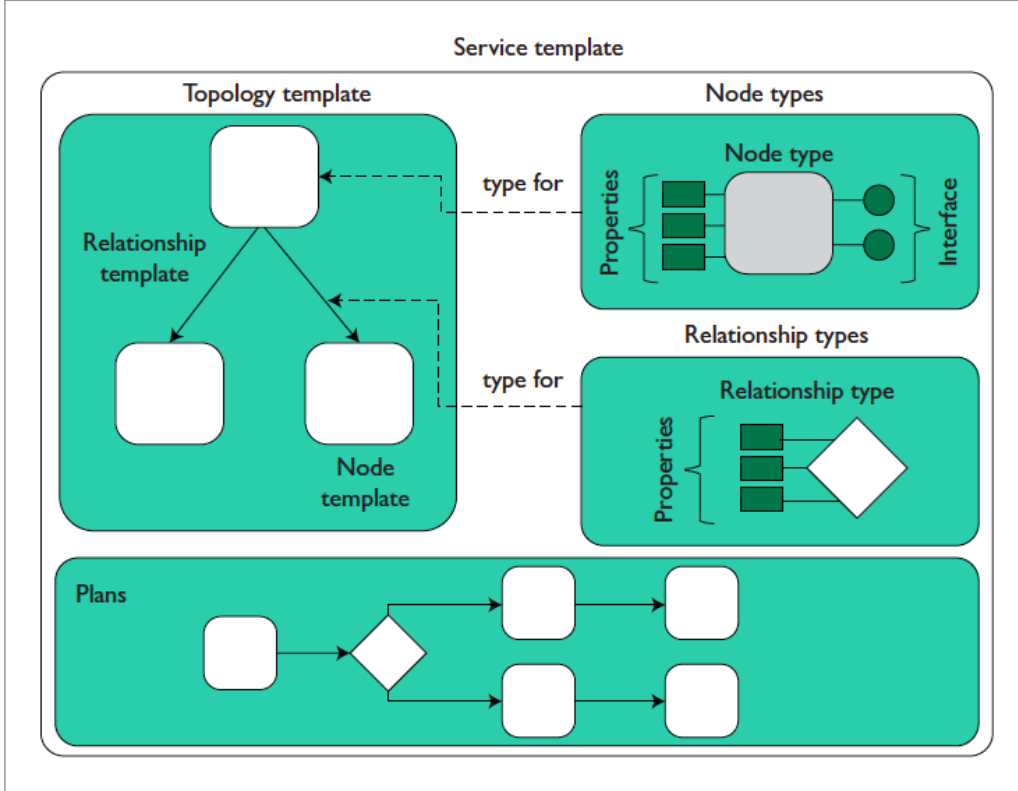 Service template
Topology template
Relationship
template
Node
template
type for
type for
Node types
Node type
Properties
Interface
Relationship types
Relationship type
Properties
Plans